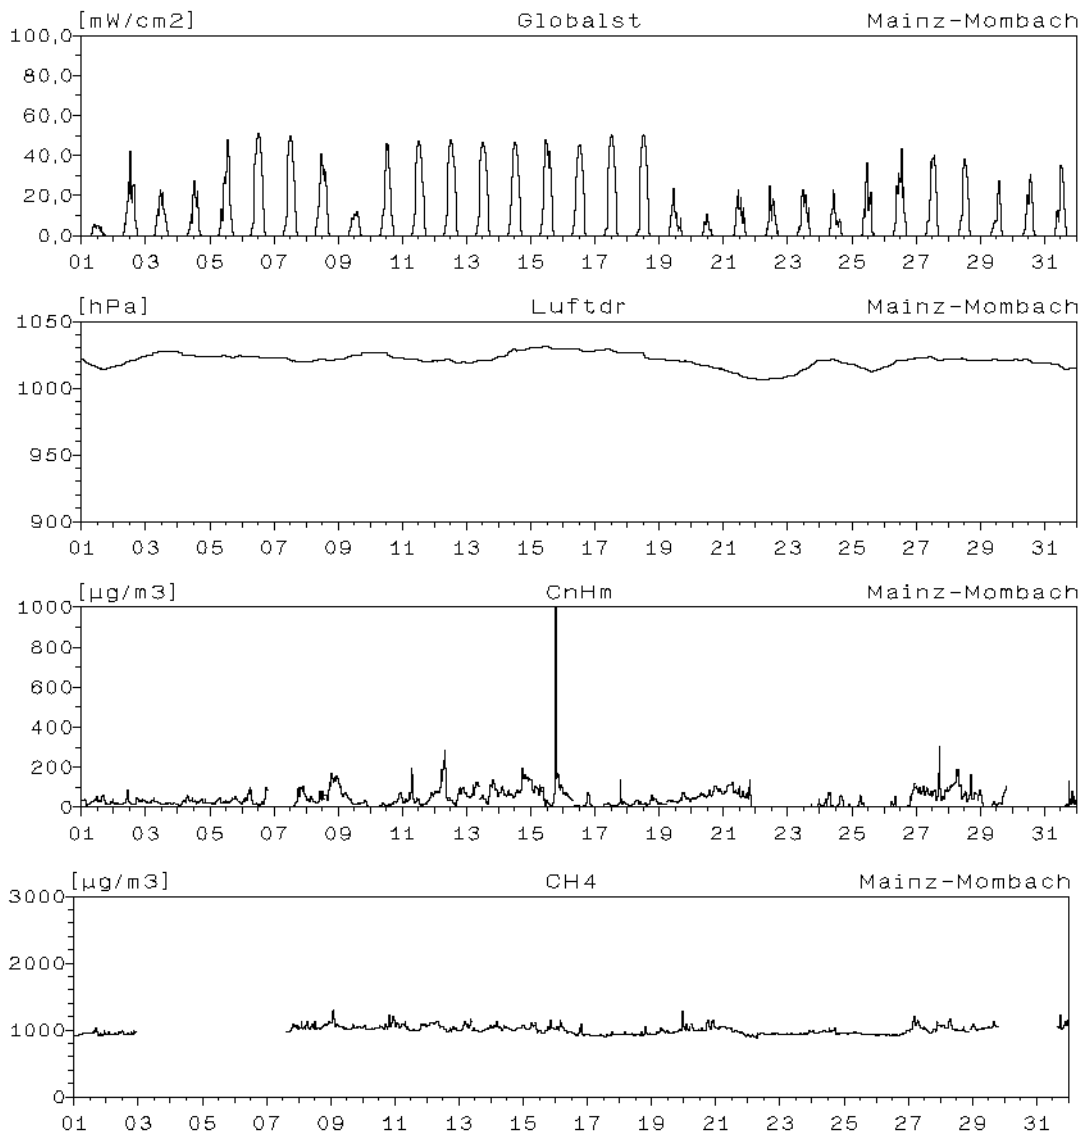 [mW/cm2] Globalst Mainz-Mombach
100,0
80,0
60,0
40,0
20,0
0,0
01 03 05 07 09 11 13 15 17 19 21 23 25 27 29 31
[hPa] Luftdr Mainz-Mombach
1050
1000
950
900
01 03 05 07 09 11 13 15 17 19 21 23 25 27 29 31
[µg/m3] CnHm Mainz-Mombach
1000
800
600
400
200
0
01 03 05 07 09 11 13 15 17 19 21 23 25 27 29 31
[µg/m3] CH4 Mainz-Mombach
3000
2000
1000
0
01 03 05 07 09 11 13 15 17 19 21 23 25 27 29 31